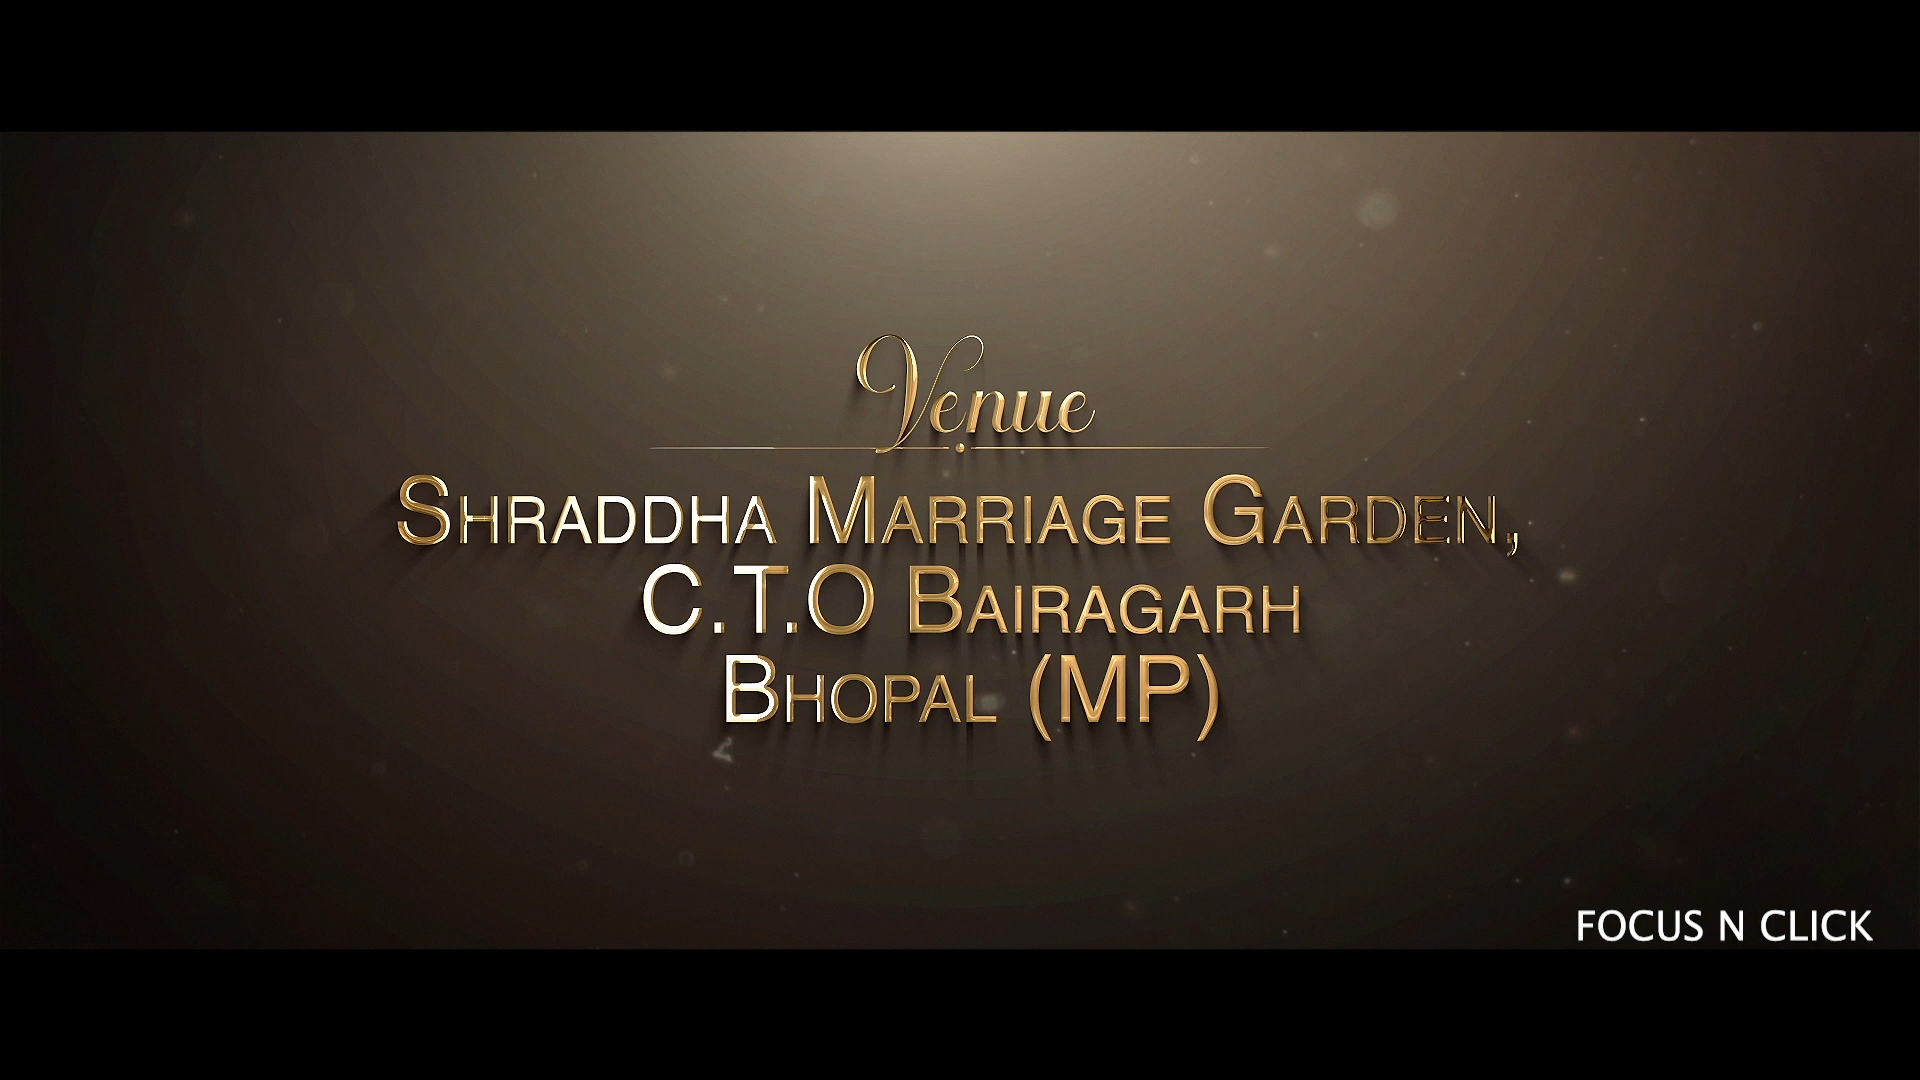 Venue
Shraddha Marriage Garden,
C.T.O Bairagarh
Bhopal (MP)
FOCUS N CLICK